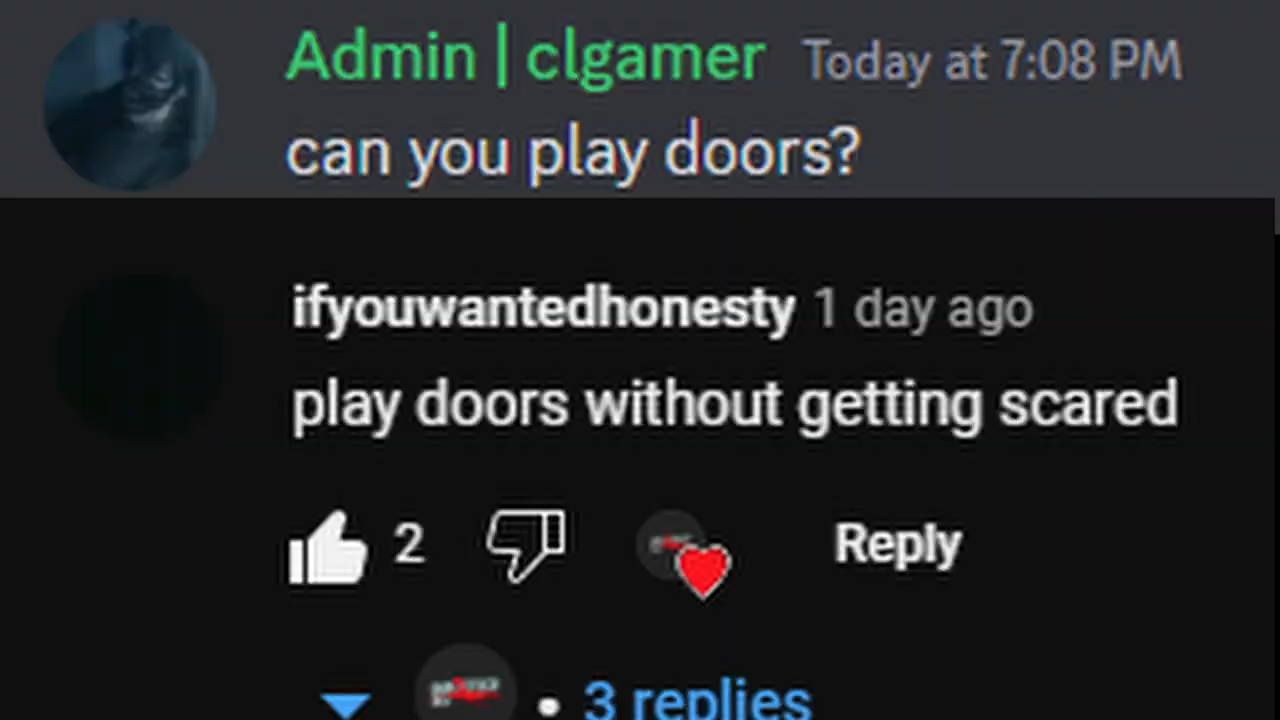 Admin | clgamer Today at 7:08 PM
can you play doors?
ifyouwantedhonesty 1 day ago
play doors without getting scared
2 Reply
• 3 replies